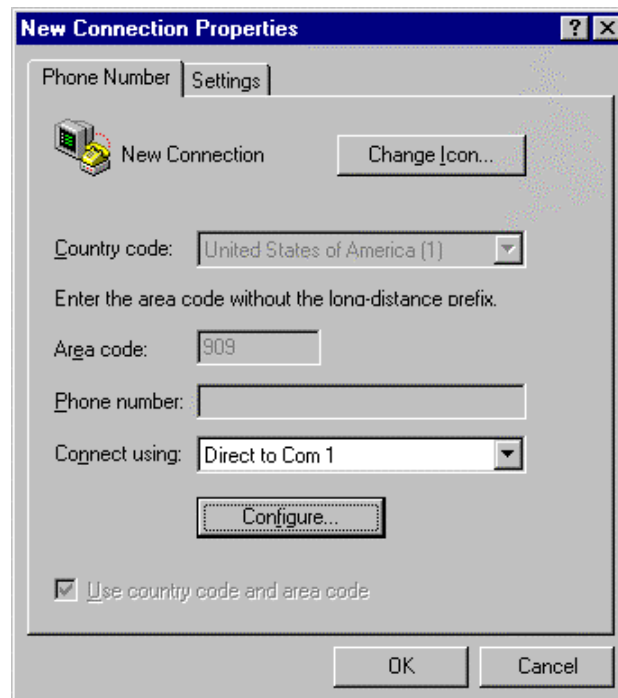 New Connection Properties
Phone Number Settings
New Connection Change Icon...
Country code: United States of America (1)
Enter the area code without the long-distance prefix.
Area code: 909
Phone number:
Connect using: Direct to Com 1
Configure...
Use country code and area code
OK Cancel